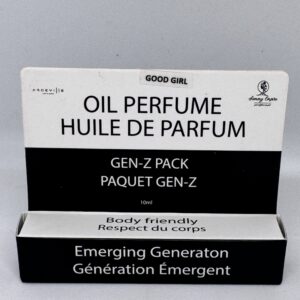 GOOD GIRL
OIL PERFUME
HUILE DE PARFUM
GEN-Z PACK
PAQUET GEN-Z
10ml
Body friendly
Respect du corps
Emerging Generaton
Génération Émergent